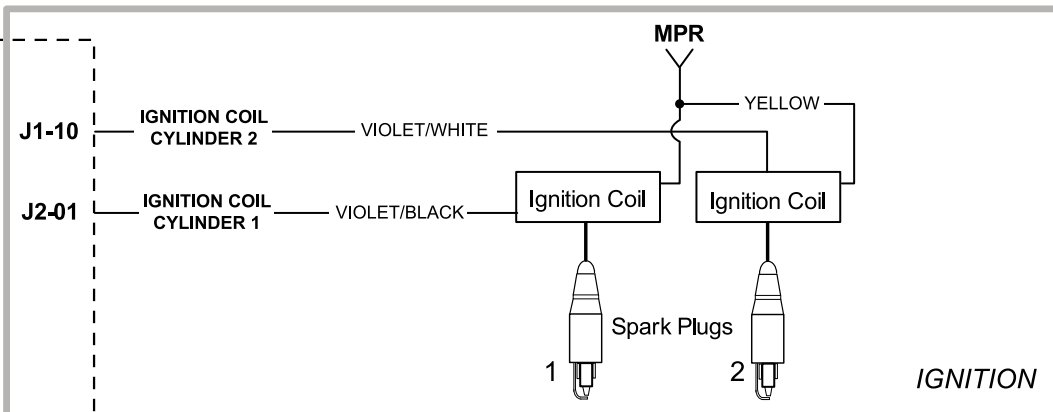 MPR
YELLOW
J1-10
IGNITION COIL
CYLINDER 2
VIOLET/WHITE
J2-01
IGNITION COIL
CYLINDER 1
VIOLET/BLACK
Ignition Coil
Ignition Coil
Spark Plugs
1
2
IGNITION